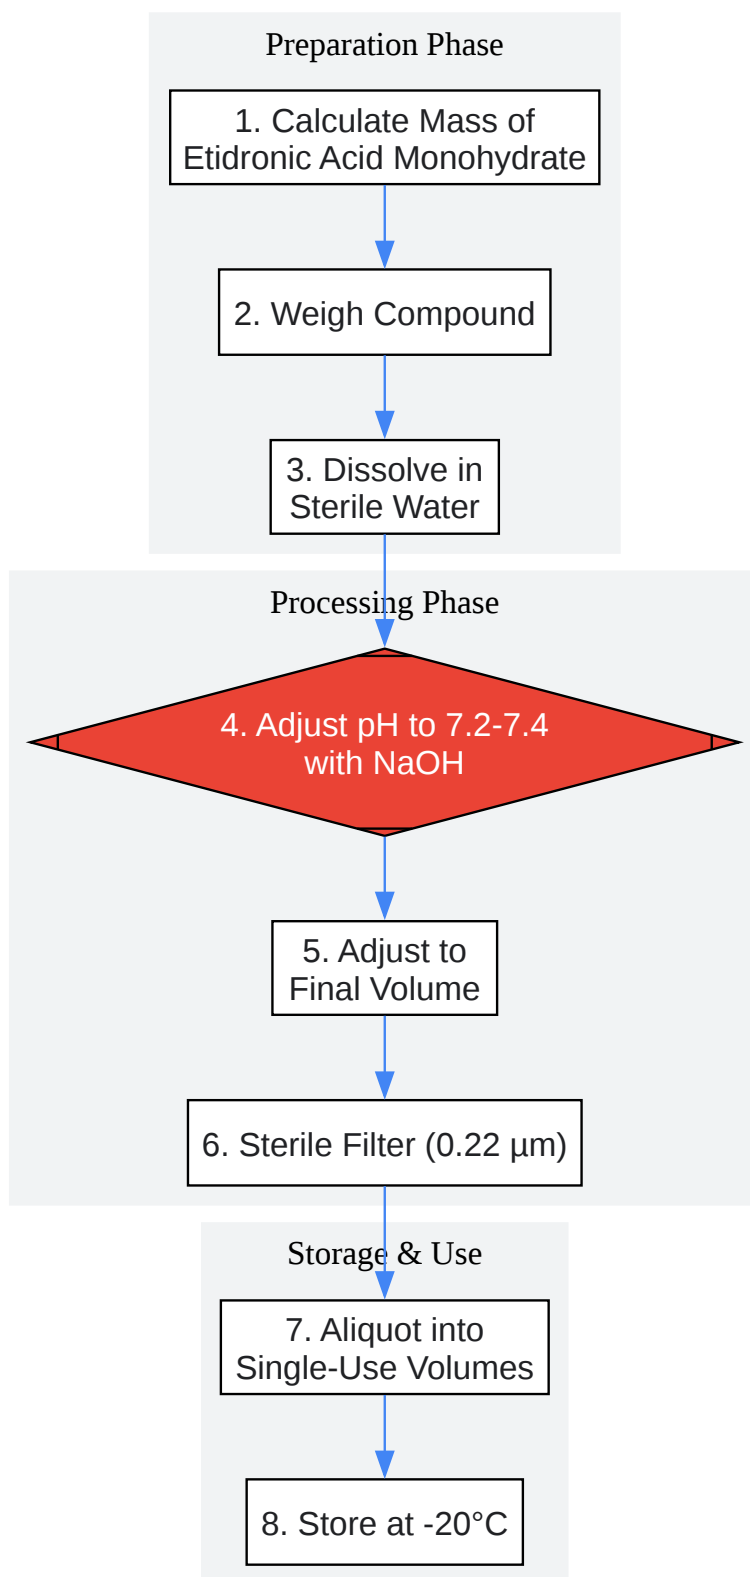 Preparation Phase
1. Calculate Mass of
Etidronic Acid Monohydrate
2. Weigh Compound
3. Dissolve in
Sterile Water
Processing Phase
4. Adjust pH to 7.2-7.4
with NaOH
5. Adjust to
Final Volume
6. Sterile Filter (0.22 µm)
Storage & Use
7. Aliquot into
Single-Use Volumes
8. Store at -20°C